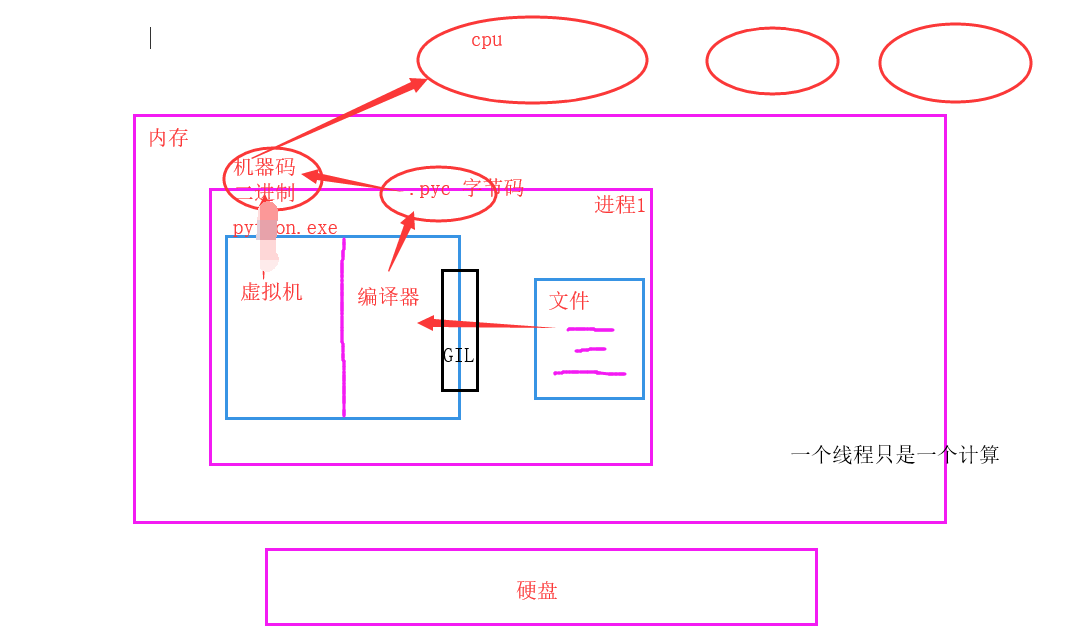 cpu
内存
机器码
二进制
.pyc 字节码
进程1
python.exe
虚拟机
编译器
文件
GIL
一个线程只是一个计算
硬盘